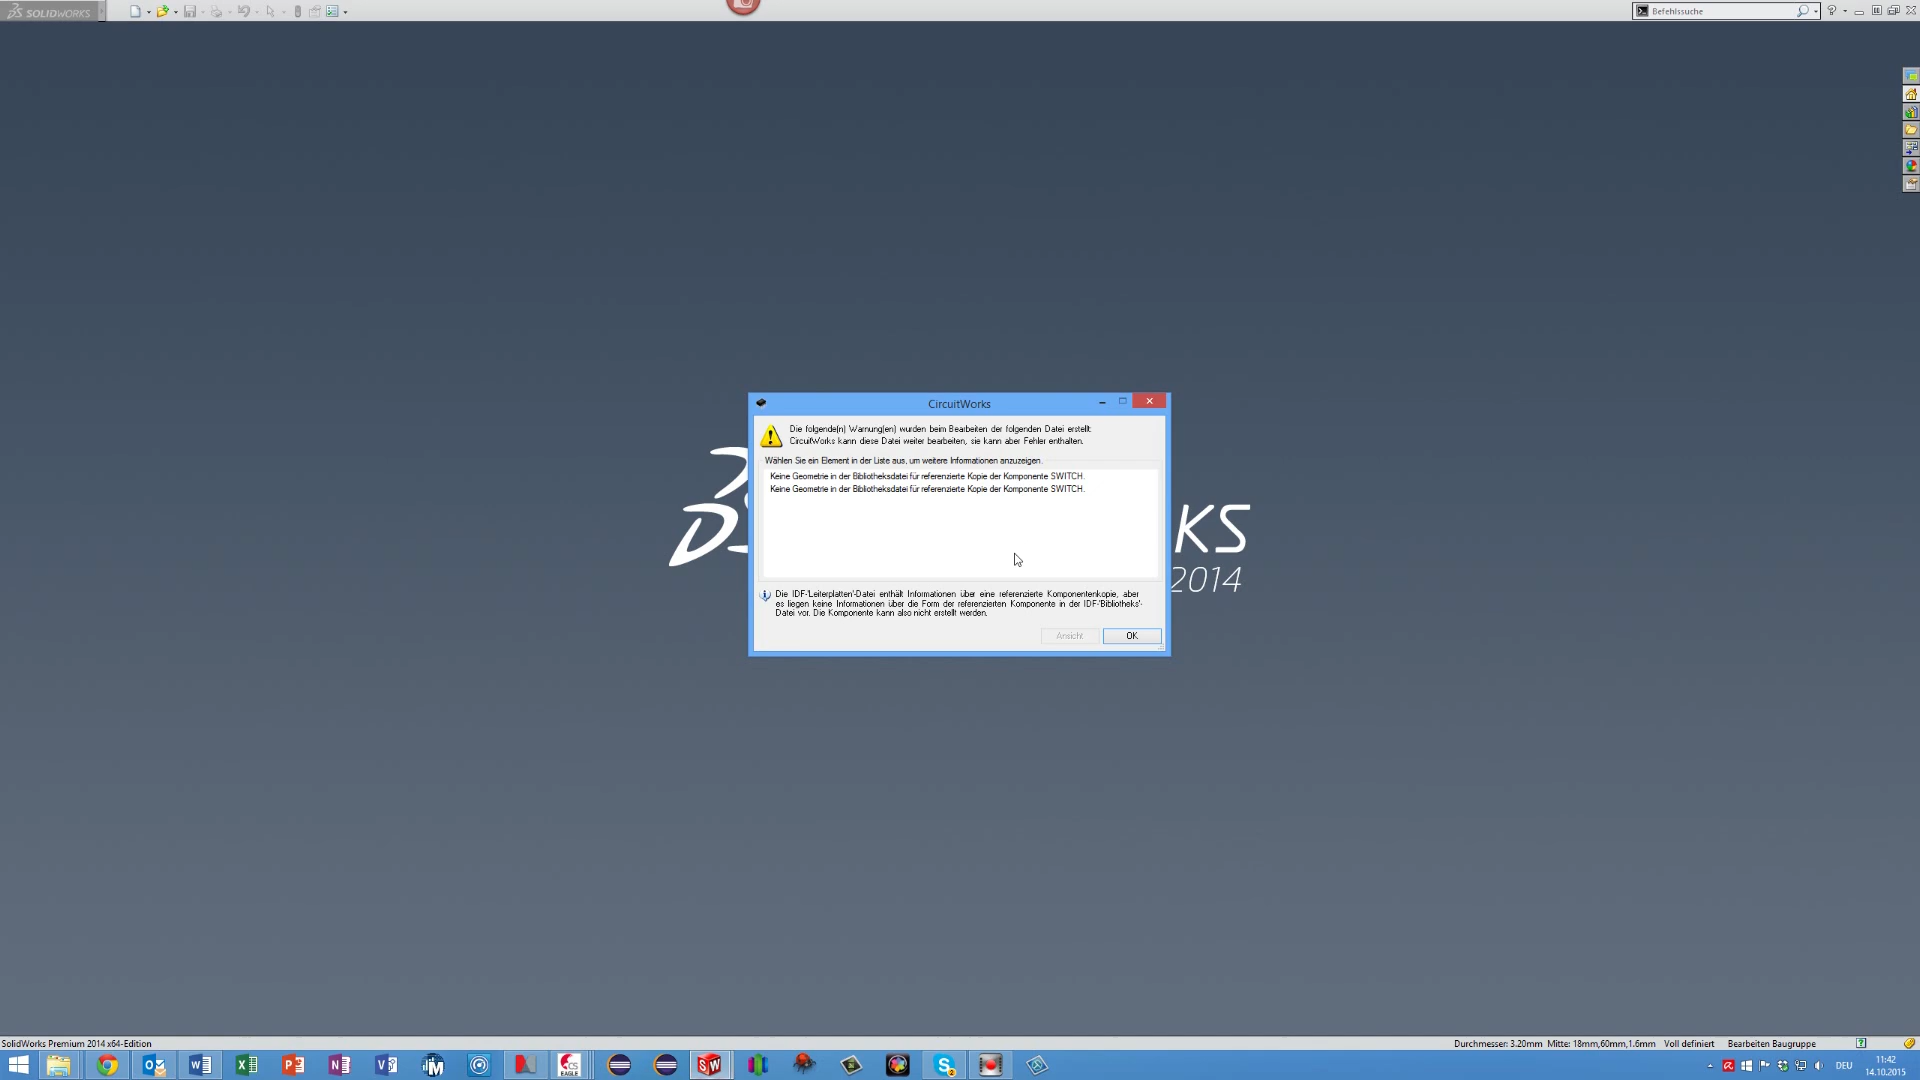 SOLIDWORKS
Befehlssuche
CircuitWorks
Die folgende(n) Warnung(en) wurden beim Bearbeiten der folgenden Datei erstellt
CircuitWorks kann diese Datei weiter bearbeiten, sie kann aber Fehler enthalten.
Wählen Sie ein Element in der Liste aus, um weitere Informationen anzuzeigen.
Keine Geometrie in der Bibliotheksdatei für referenzierte Kopie der Komponente SWITCH.
Keine Geometrie in der Bibliotheksdatei für referenzierte Kopie der Komponente SWITCH.
Die IDF-'Leiterplatten'-Datei enthält Informationen über eine referenzierte Komponentenkopie, aber
es liegen keine Informationen über die Form der referenzierten Komponente in der IDF-'Bibliotheks'-
Datei vor. Die Komponente kann also nicht erstellt werden.
Ansicht
OK
KS
2014
SolidWorks Premium 2014 x64-Edition
Durchmesser: 3.20mm Mitte: 18mm,60mm,1.6mm
Voll definiert
Bearbeiten Baugruppe
DEU
11:42
14.10.2015